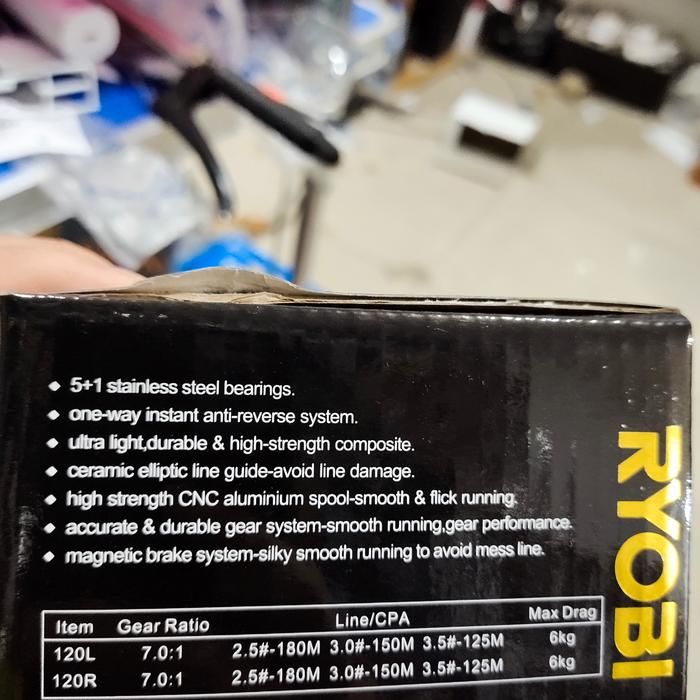 ◆ 5+1 stainless steel bearings.
◆ one-way instant anti-reverse system.
◆ ultra light,durable & high-strength composite.
◆ ceramic elliptic line guide-avoid line damage.
◆ high strength CNC aluminium spool-smooth & flick running.
◆ accurate & durable gear system-smooth running,gear performance.
◆ magnetic brake system-silky smooth running to avoid mess line.
RYOBI
Item Gear Ratio Line/CPA Max Drag
120L 7.0:1 2.5#-180M 3.0#-150M 3.5#-125M 6kg
120R 7.0:1 2.5#-180M 3.0#-150M 3.5#-125M 6kg